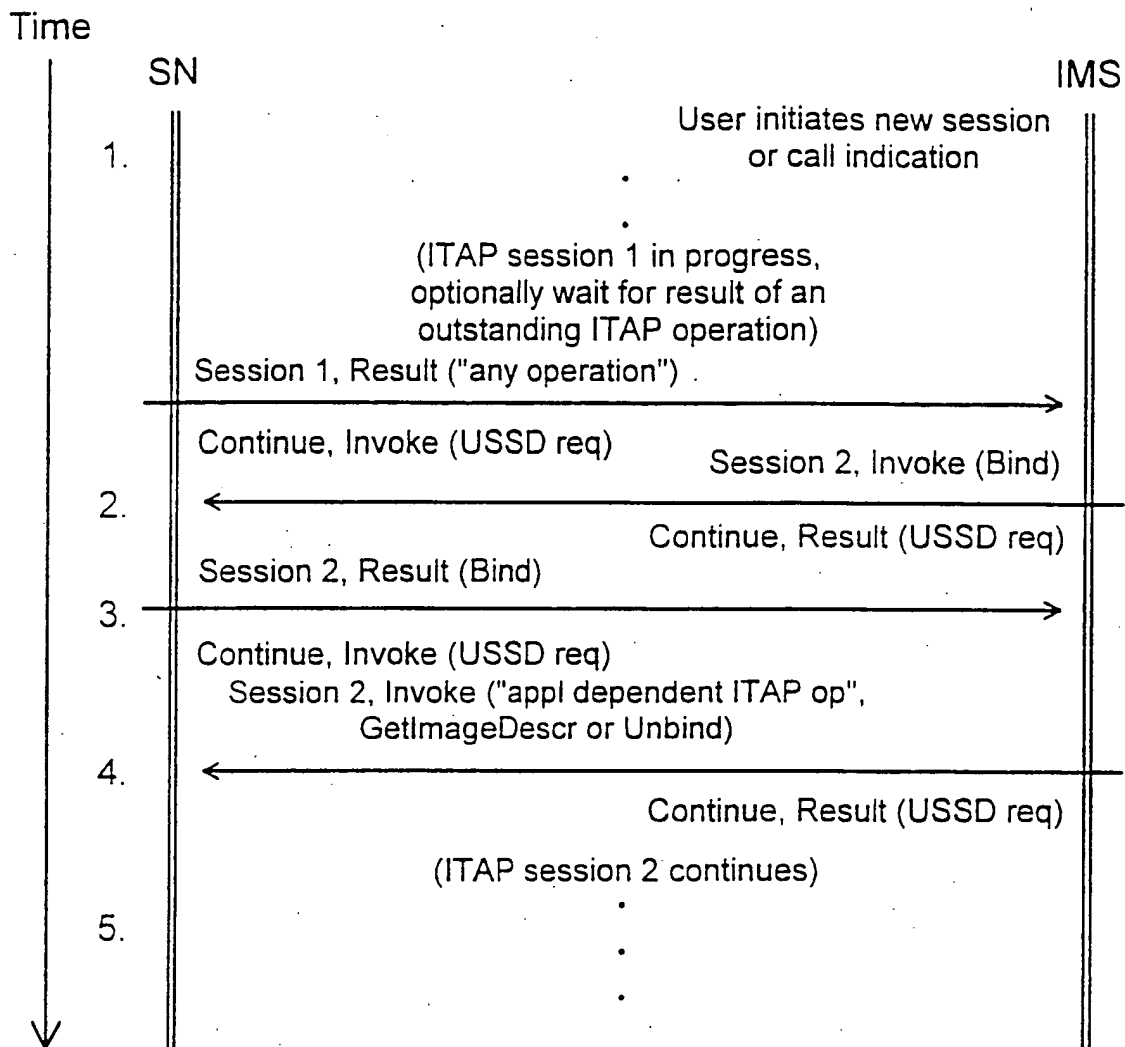 Time
SN
IMS
User initiates new session
1.
or call indication
(ITAP session 1 in progress,
optionally wait for result of an
outstanding ITAP operation)
Session 1, Result ("any operation")
Continue, Invoke (USSD req)
Session 2, Invoke (Bind)
2.
Continue, Result (USSD req)
Session 2, Result (Bind)
3.
Continue, Invoke (USSD req)
Session 2, Invoke ("appl dependent ITAP op",
GetImageDescr or Unbind)
4.
Continue, Result (USSD req)
(ITAP session 2 continues)
5.